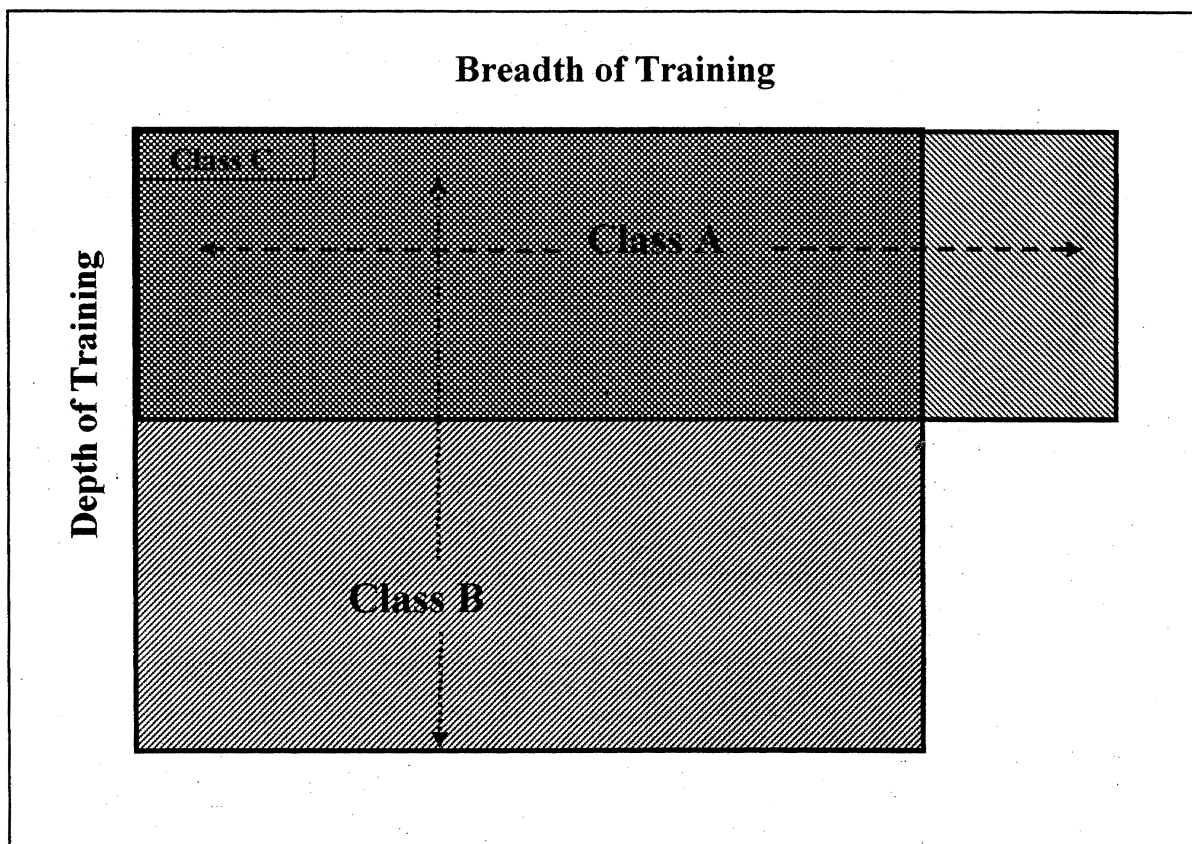 Breadth of Training
Class C
Class A
Depth of Training
Class B